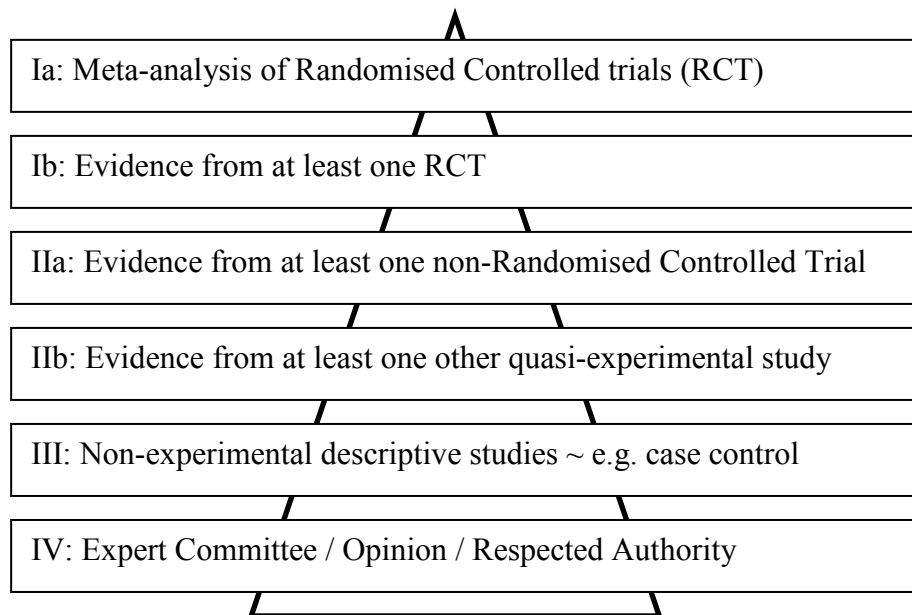 Ia: Meta-analysis of Randomised Controlled trials (RCT)
Ib: Evidence from at least one RCT
IIa: Evidence from at least one non-Randomised Controlled Trial
IIb: Evidence from at least one other quasi-experimental study
III: Non-experimental descriptive studies ~ e.g. case control
IV: Expert Committee / Opinion / Respected Authority